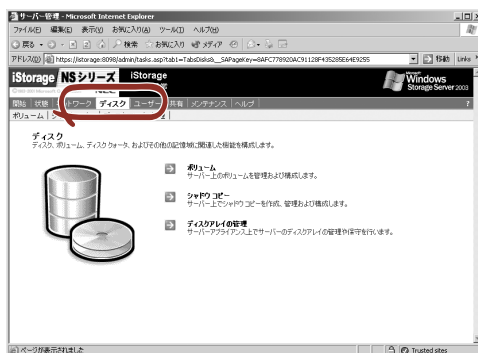 サーバー管理 - Microsoft Internet Explorer
ファイル(F) 編集(E) 表示(V) お気に入り(A) ツール(T) ヘルプ(H)
戻る 検索 お気に入り メディア
アドレス(D) https://istorage:8098/admin/tasks.asp?tab1=TabsDisks&__SAPageKey=8AFC778920AC91128F435285E64E9255 移動 Links
iStorage NSシリーズ iStorage
Windows
Storage Server 2003
開始 状態 ネットワーク ディスク ユーザー 共有 メンテナンス ヘルプ ?
ボリューム
ディスク
ディスク、ボリューム、ディスク クォータ、およびその他の記憶域に関連した機能を構成します。
ボリューム
サーバー上のボリュームを管理および構成します。
シャドウ コピー
サーバー上でシャドウ コピーを作成、管理および構成します。
ディスクアレイの管理
サーバーアプライアンス上でサーバーのディスクアレイの管理や保守を行います。
ページが表示されました Trusted sites